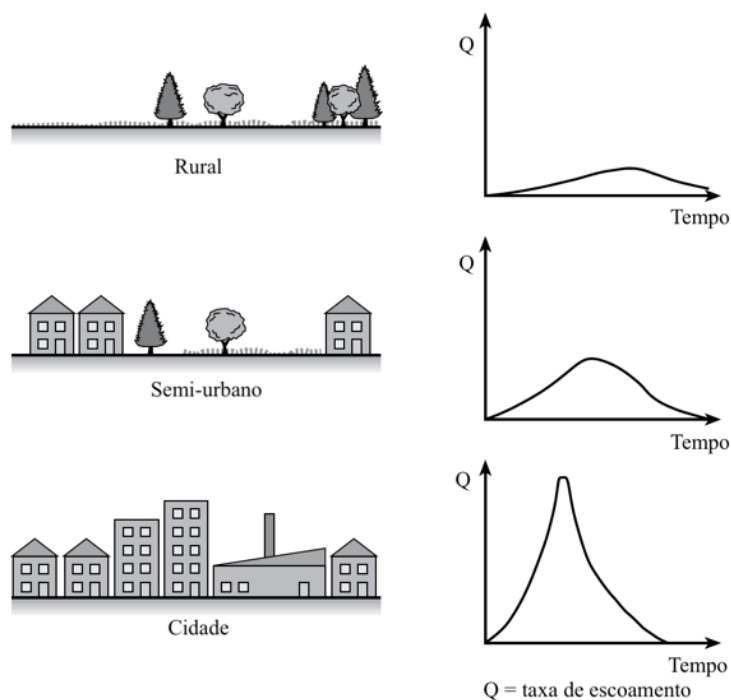 Q
Rural
Tempo
Q
Semi-urbano
Tempo
Q
Cidade
Tempo
Q = taxa de escoamento